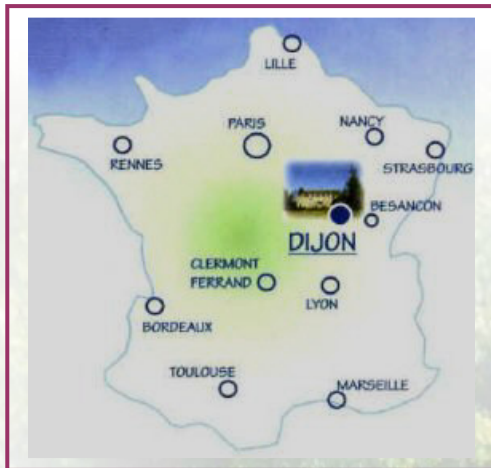 LILLE
PARIS
NANCY
RENNES
STRASBOURG
BESANCON
DIJON
CLERMONT
FERRAND
LYON
BORDEAUX
TOULOUSE
MARSEILLE